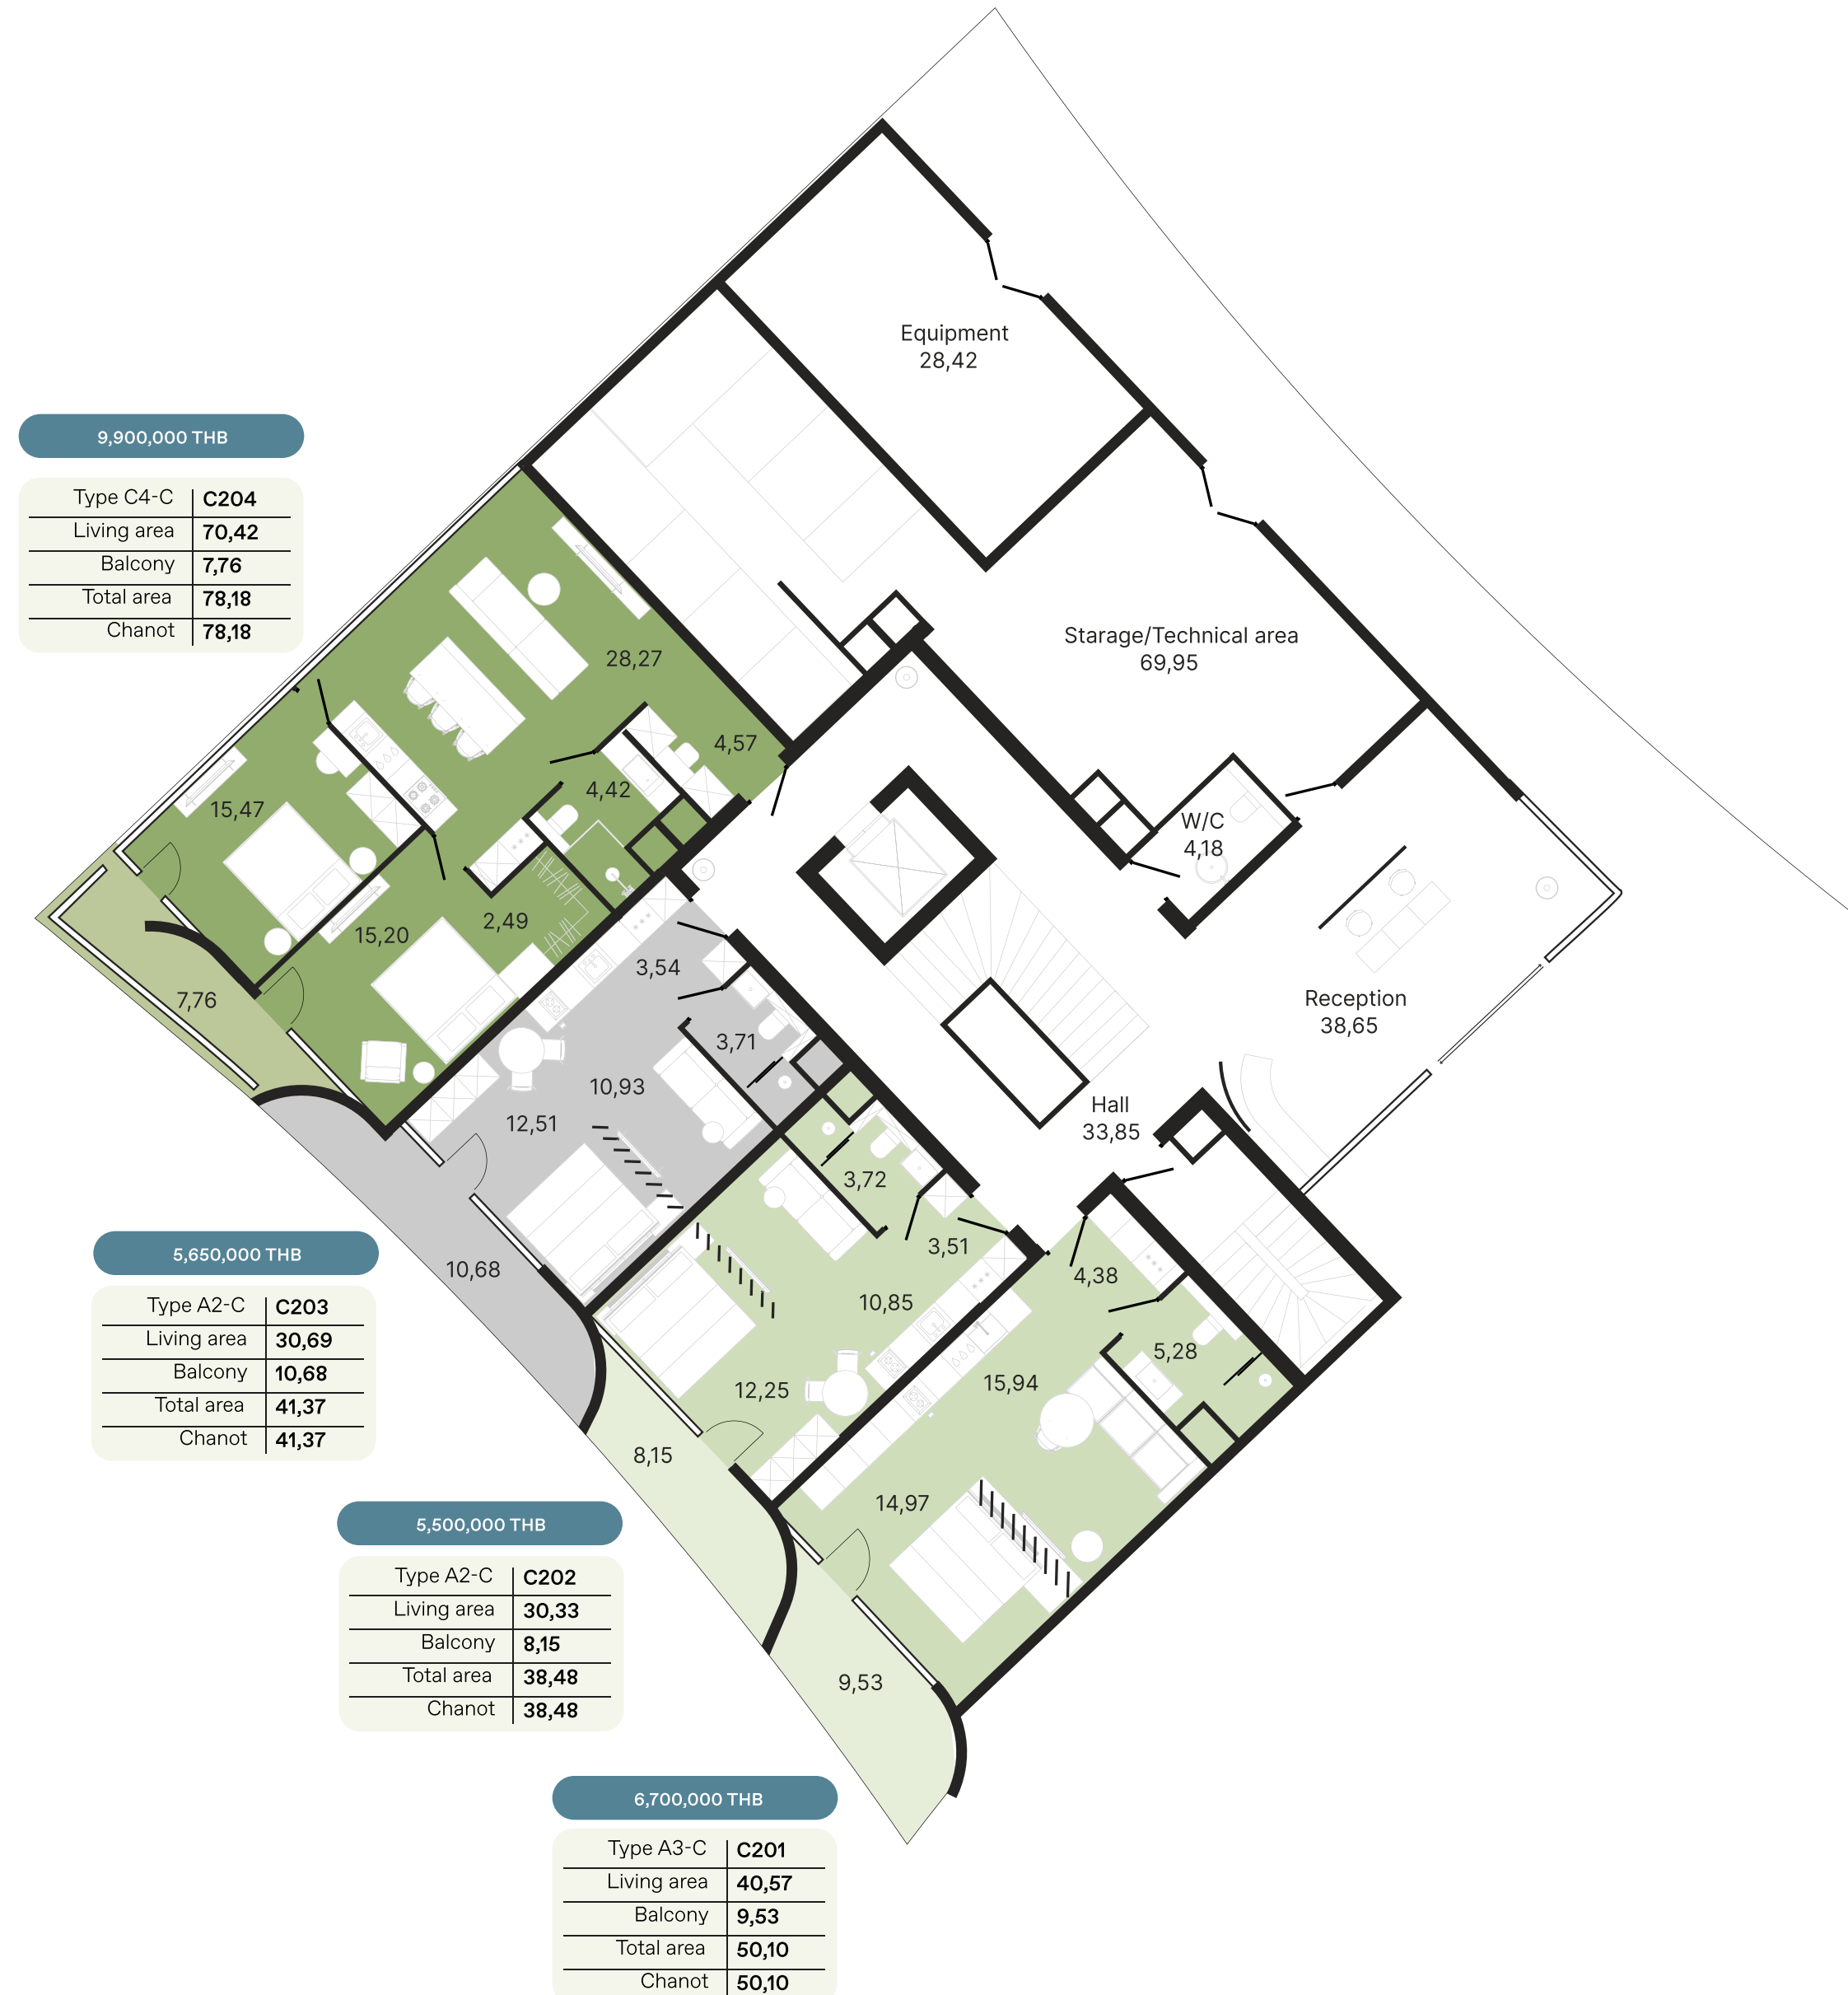 Equipment
28,42
9,900,000 THB
Type C4-C C204
Living area 70,42
Balcony 7,76
Total area 78,18
Chanot 78,18
Starage/Technical area
69,95
28,27
4,57
4,42
15,47
W/C
4,18
2,49
15,20
3,54
7,76
Reception
38,65
3,71
10,93
12,51
Hall
33,85
3,72
3,51
10,68
4,38
10,85
5,28
15,94
12,25
8,15
14,97
9,53
5,650,000 THB
Type A2-C C203
Living area 30,69
Balcony 10,68
Total area 41,37
Chanot 41,37
5,500,000 THB
Type A2-C C202
Living area 30,33
Balcony 8,15
Total area 38,48
Chanot 38,48
6,700,000 THB
Type A3-C C201
Living area 40,57
Balcony 9,53
Total area 50,10
Chanot 50,10